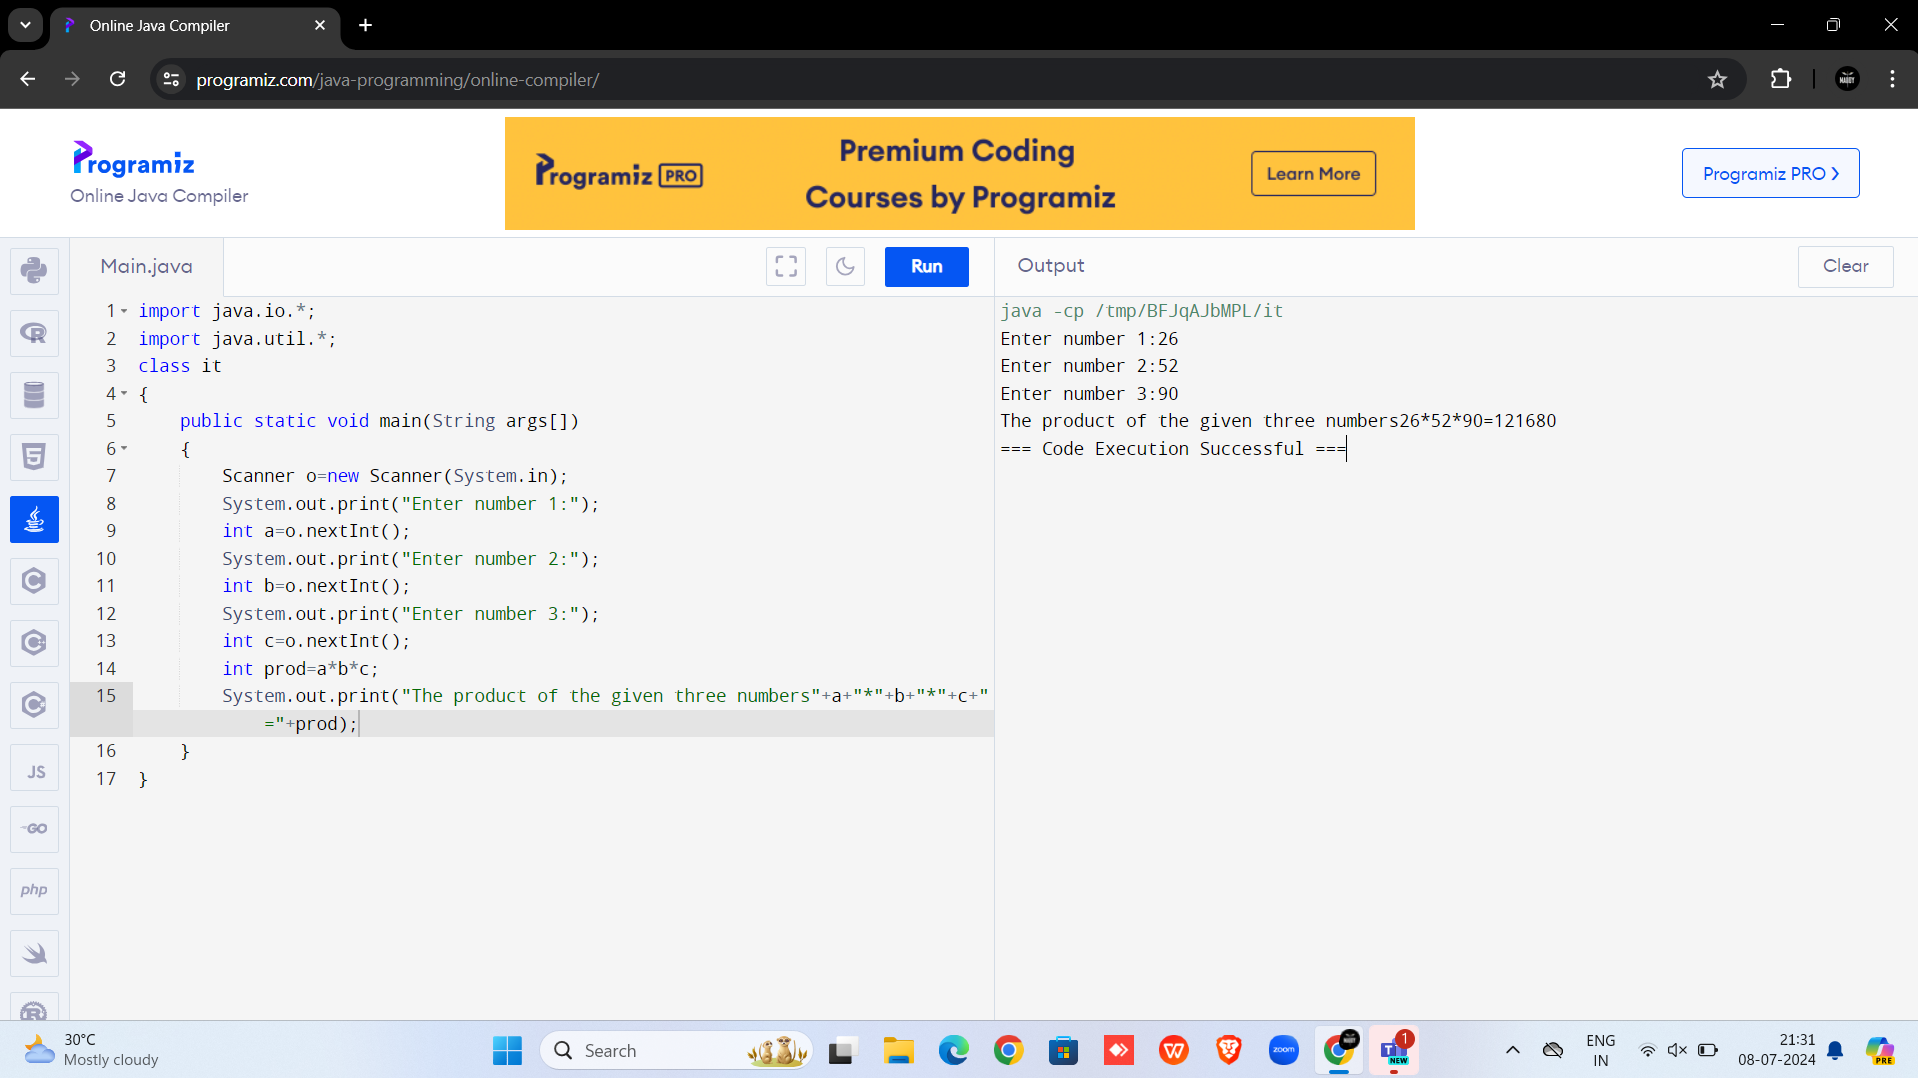 Online Java Compiler
programiz.com/java-programming/online-compiler/
Programiz
Online Java Compiler
Programiz PRO
Premium Coding
Courses by Programiz
Learn More
Programiz PRO
Main.java
Run
1 import java.io.*;
2 import java.util.*;
3 class it
4 {
5 public static void main(String args[])
6 {
7 Scanner o=new Scanner(System.in);
8 System.out.print("Enter number 1:");
9 int a=o.nextInt();
10 System.out.print("Enter number 2:");
11 int b=o.nextInt();
12 System.out.print("Enter number 3:");
13 int c=o.nextInt();
14 int prod=a*b*c;
15 System.out.print("The product of the given three numbers"+a+"*"+b+"*"+c+"
="+prod);
16 }
17 }
Output
Clear
java -cp /tmp/BFJqAJbMPL/it
Enter number 1:26
Enter number 2:52
Enter number 3:90
The product of the given three numbers26*52*90=121680
=== Code Execution Successful ===
JS
GO
php
30°C
Mostly cloudy
Search
zoom
1
NEW
ENG
IN
21:31
08-07-2024
PRE